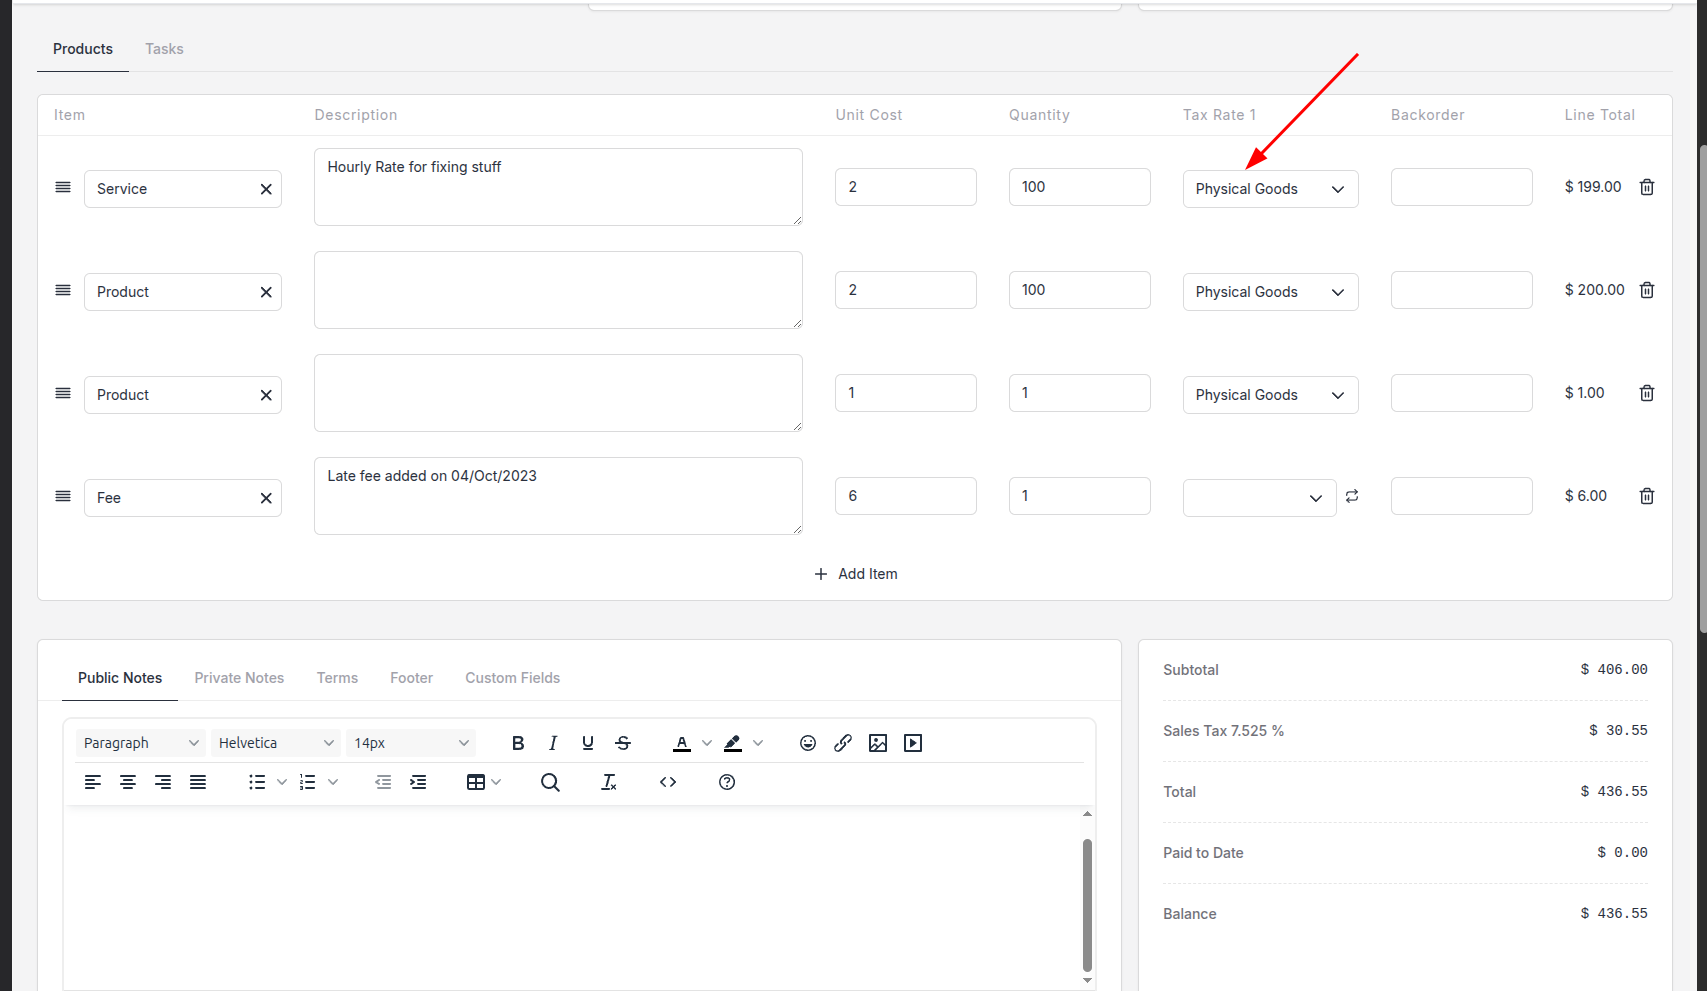 Products Tasks
Item Description Unit Cost Quantity Tax Rate 1 Backorder Line Total
Service Hourly Rate for fixing stuff 2 100 Physical Goods $ 199.00
Product 2 100 Physical Goods $ 200.00
Product 1 1 Physical Goods $ 1.00
Fee Late fee added on 04/Oct/2023 6 1 $ 6.00
Add Item
Public Notes Private Notes Terms Footer Custom Fields
Paragraph Helvetica 14px
Subtotal $ 406.00
Sales Tax 7.525 % $ 30.55
Total $ 436.55
Paid to Date $ 0.00
Balance $ 436.55